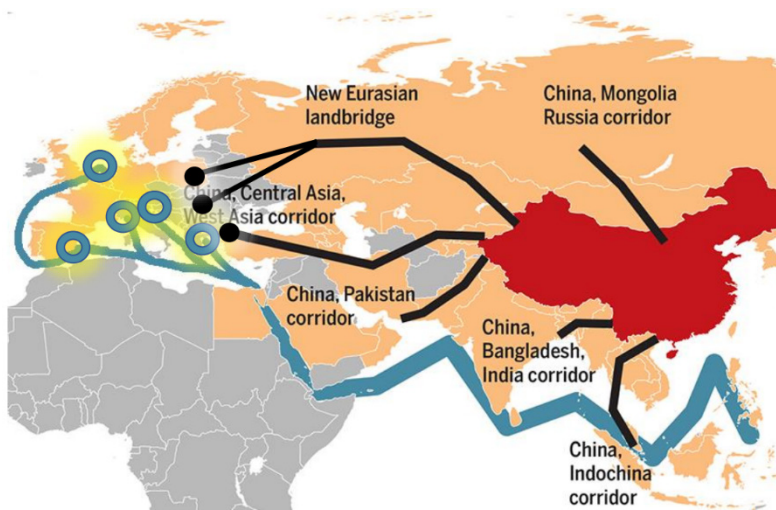 New Eurasian
landbridge
China, Mongolia
Russia corridor
China, Central Asia,
West Asia corridor
China, Pakistan
corridor
China,
Bangladesh,
India corridor
China,
Indochina
corridor